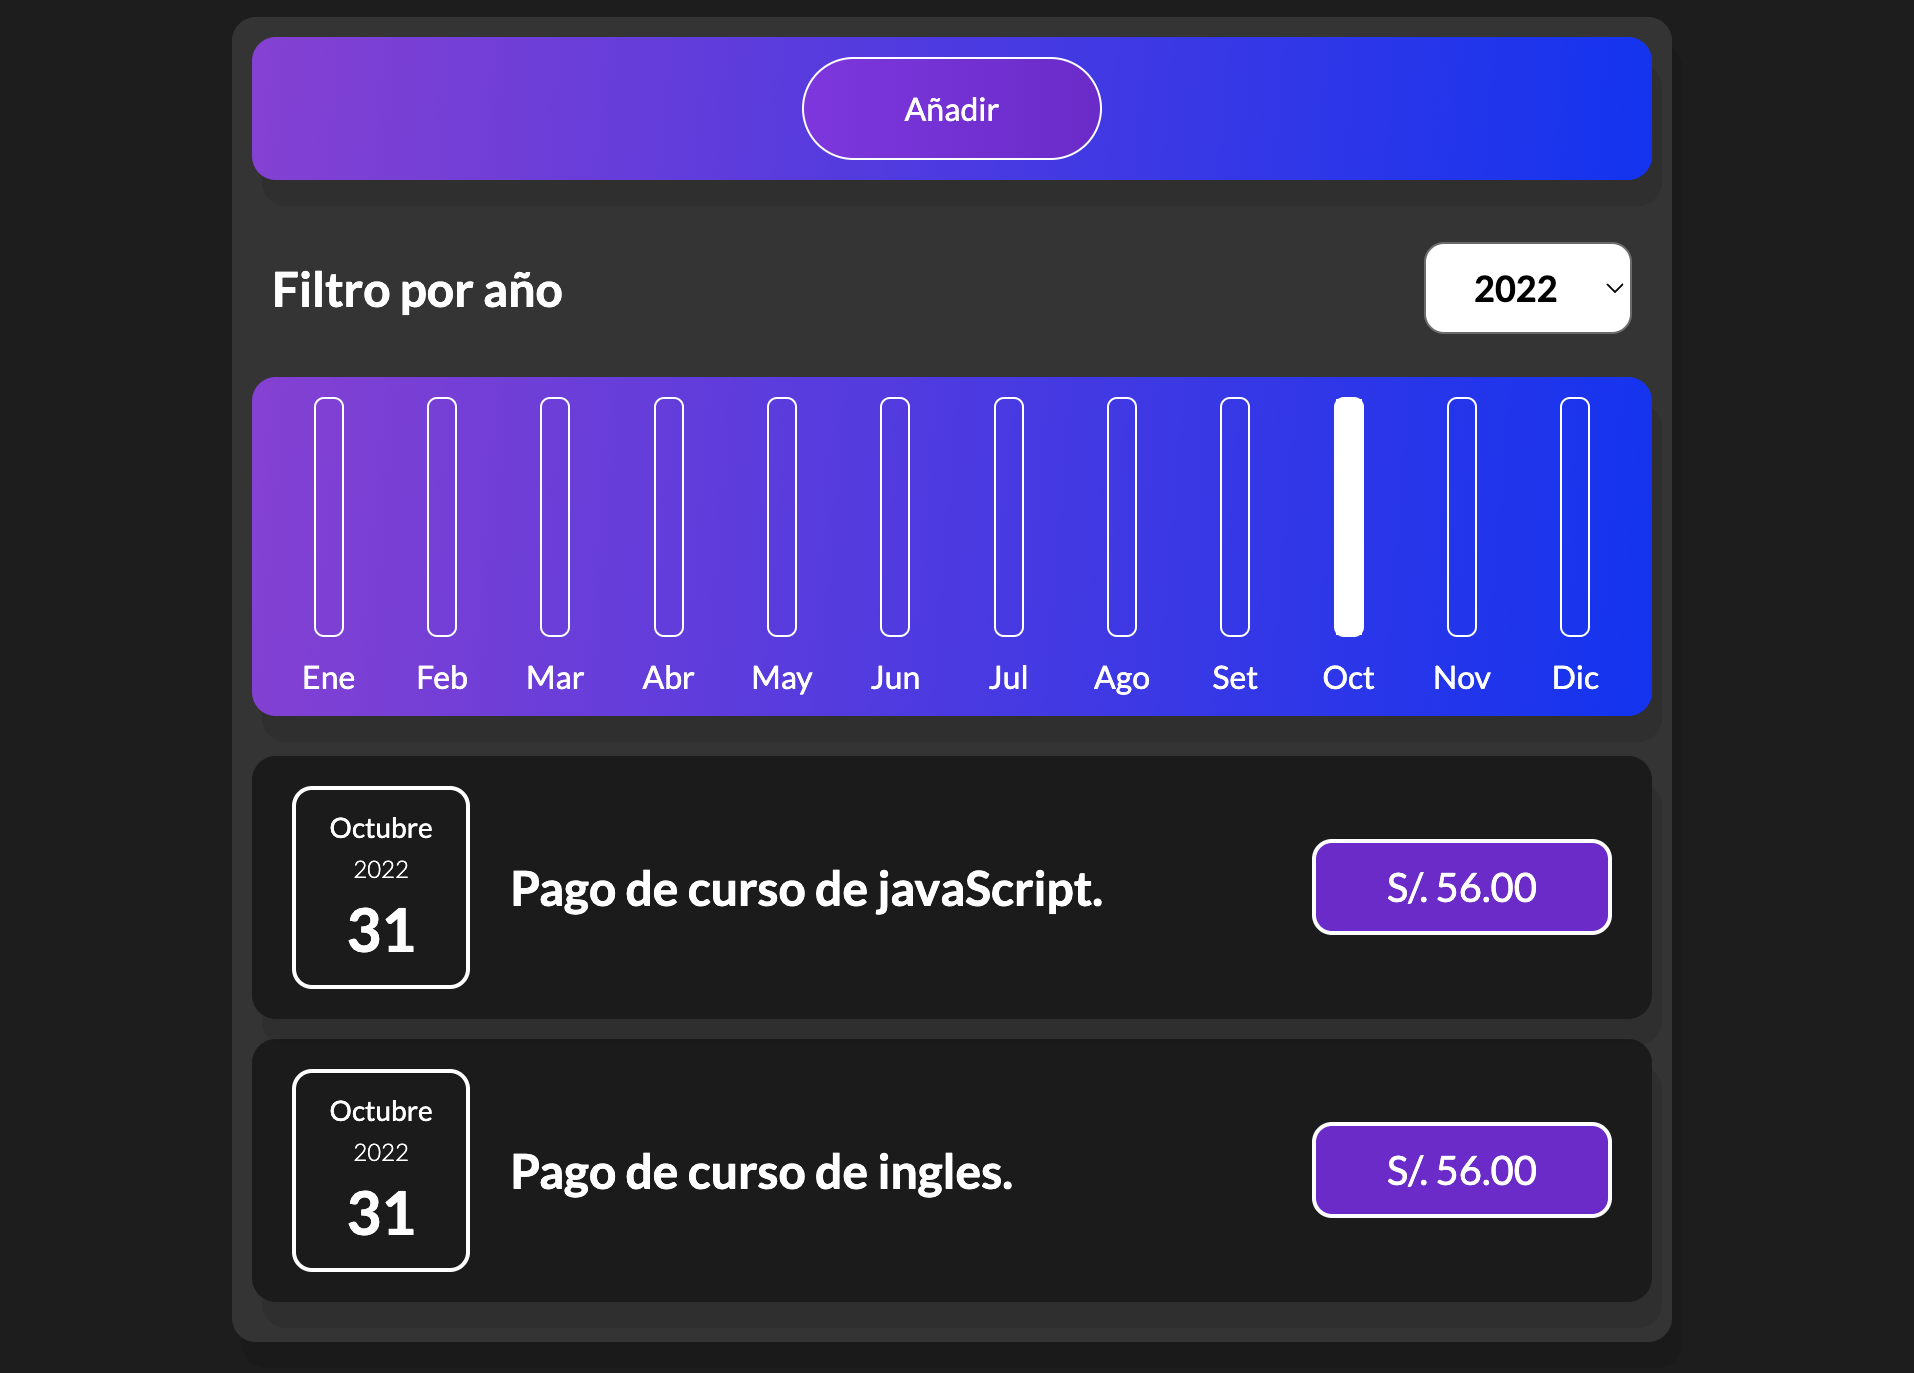 Añadir
Filtro por año
2022
Ene Feb Mar Abr May Jun Jul Ago Set Oct Nov Dic
Octubre
2022
31
Pago de curso de javaScript.
S/. 56.00
Octubre
2022
31
Pago de curso de ingles.
S/. 56.00